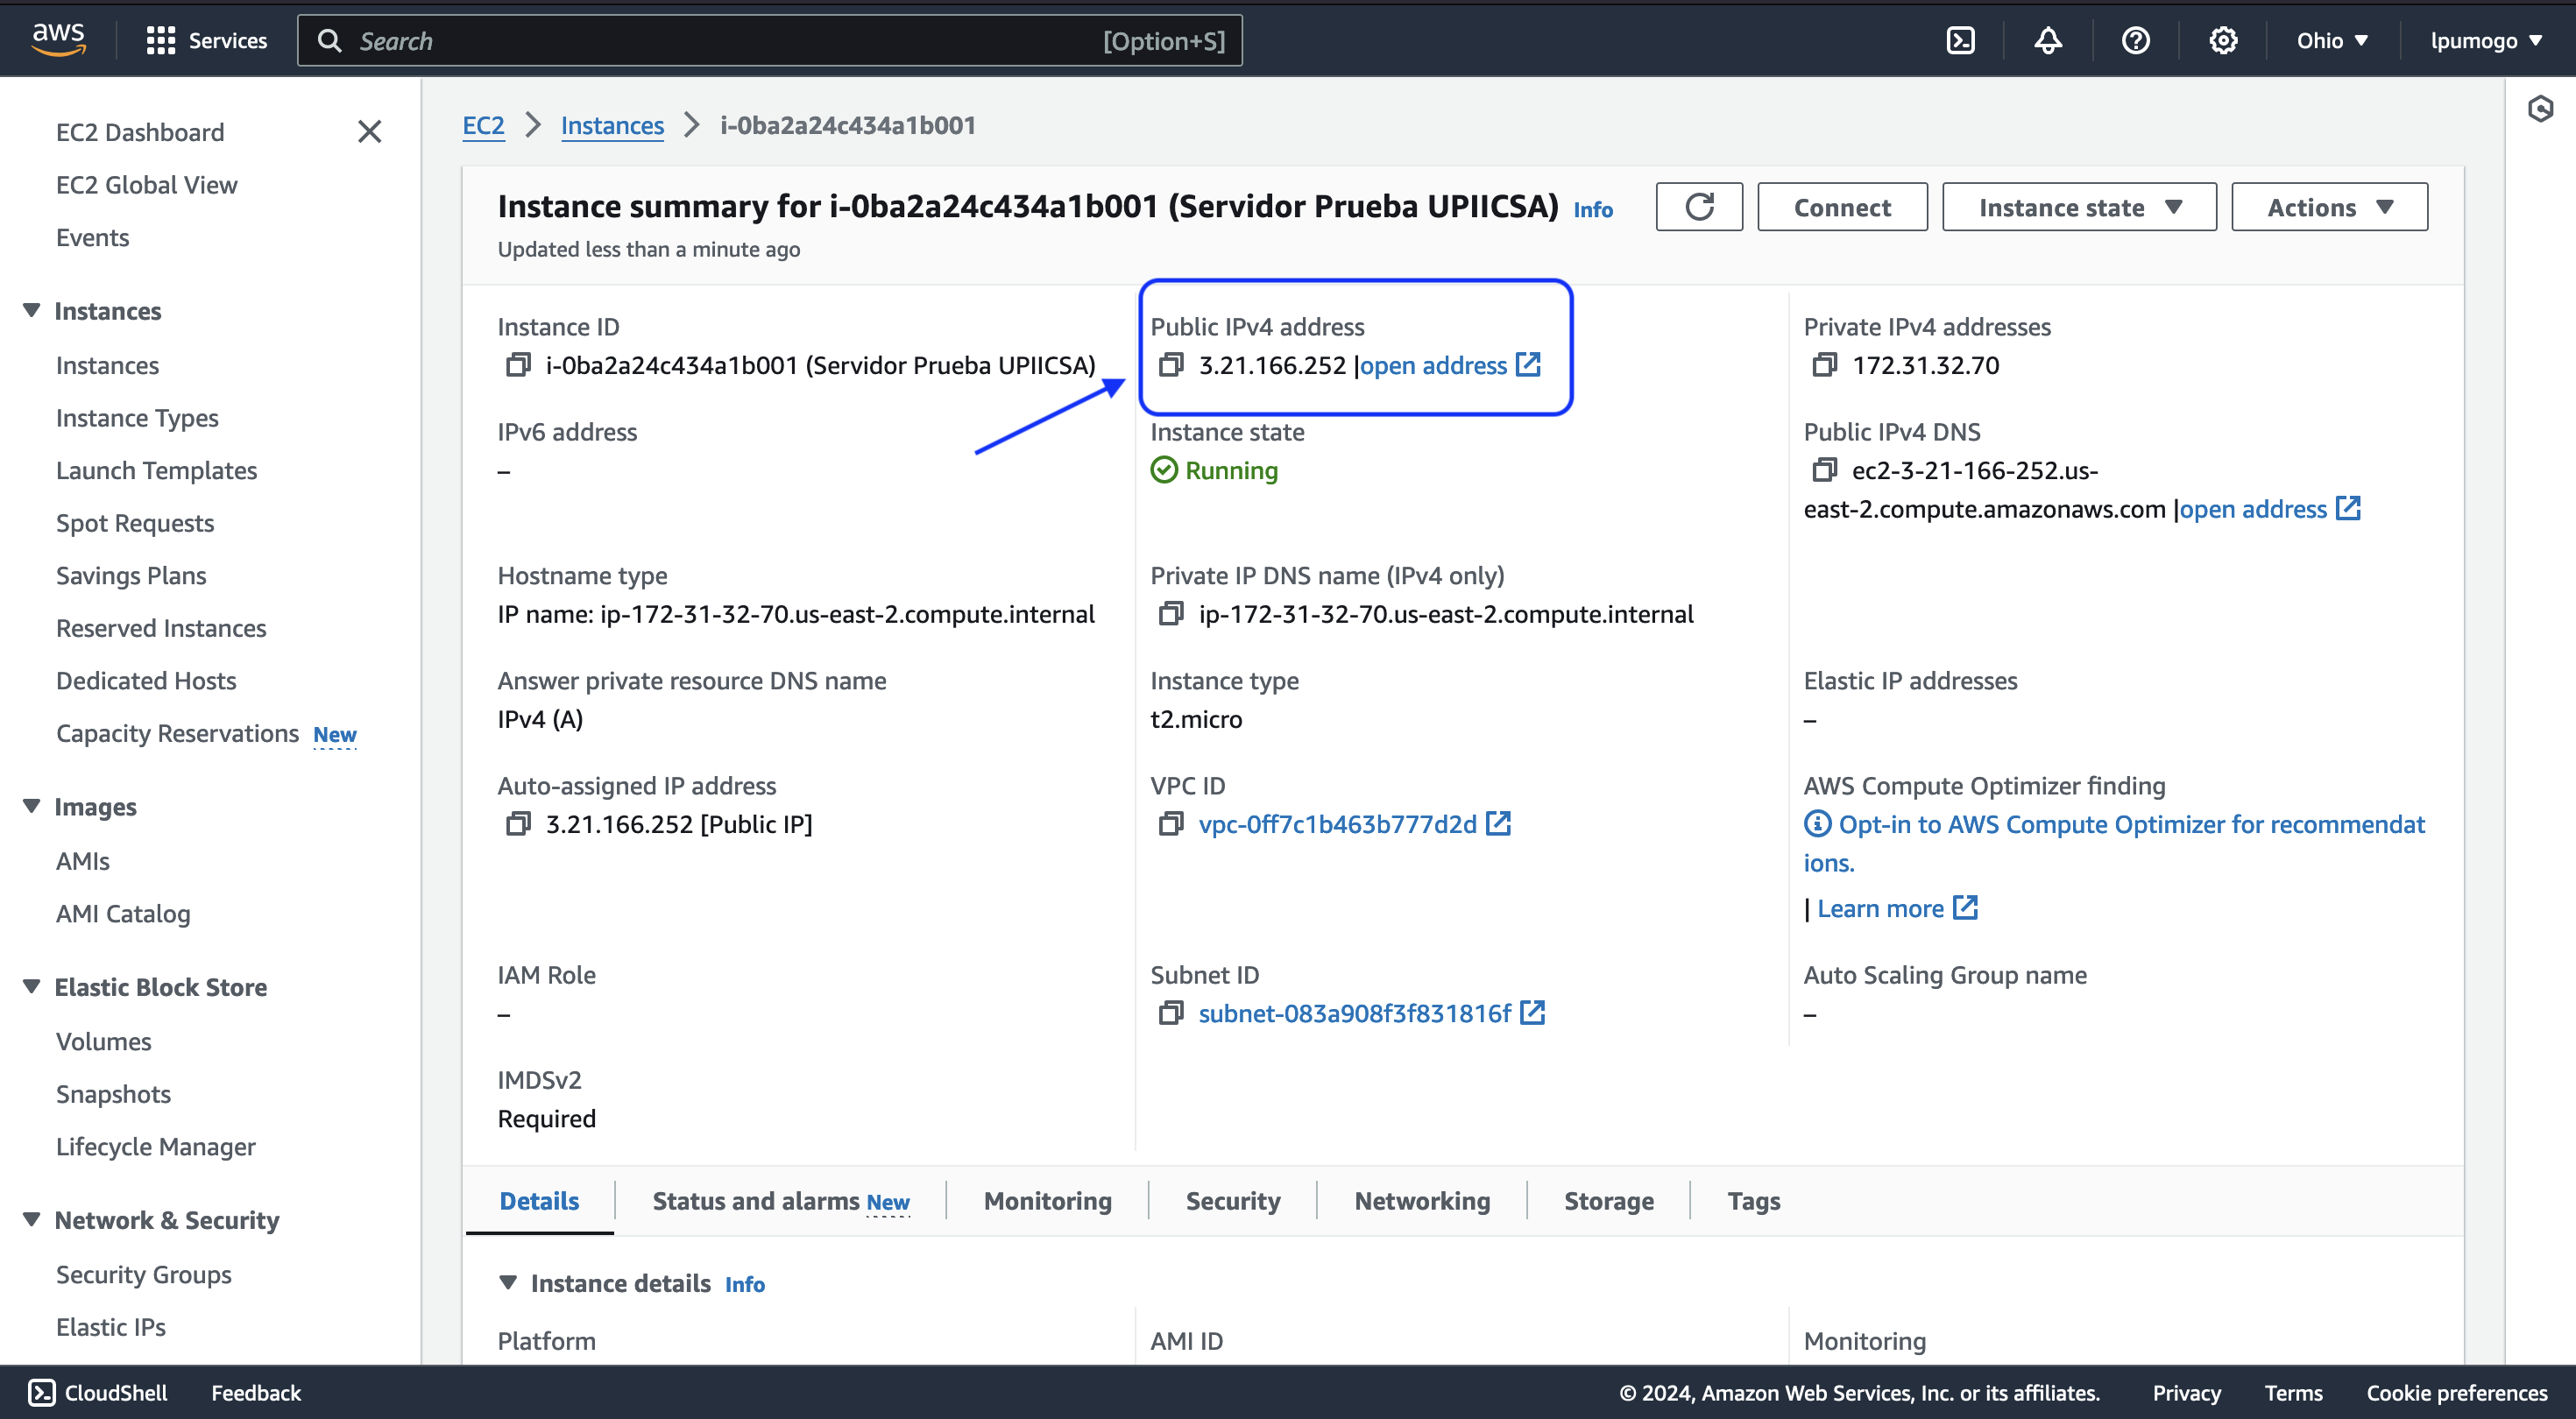 aws
Services
Search
[Option+S]
Ohio
lpumogo
EC2 Dashboard
EC2 Global View
Events
Instances
Instances
Instance Types
Launch Templates
Spot Requests
Savings Plans
Reserved Instances
Dedicated Hosts
Capacity Reservations New
Images
AMIs
AMI Catalog
Elastic Block Store
Volumes
Snapshots
Lifecycle Manager
Network & Security
Security Groups
Elastic IPs
EC2 > Instances > i-0ba2a24c434a1b001
Instance summary for i-0ba2a24c434a1b001 (Servidor Prueba UPIICSA) Info
Updated less than a minute ago
Connect
Instance state
Actions
Instance ID
i-0ba2a24c434a1b001 (Servidor Prueba UPIICSA)
Public IPv4 address
3.21.166.252 |open address
Private IPv4 addresses
172.31.32.70
IPv6 address
–
Instance state
Running
Public IPv4 DNS
ec2-3-21-166-252.us-
east-2.compute.amazonaws.com |open address
Hostname type
IP name: ip-172-31-32-70.us-east-2.compute.internal
Private IP DNS name (IPv4 only)
ip-172-31-32-70.us-east-2.compute.internal
Answer private resource DNS name
IPv4 (A)
Instance type
t2.micro
Elastic IP addresses
–
Auto-assigned IP address
3.21.166.252 [Public IP]
VPC ID
vpc-0ff7c1b463b777d2d
AWS Compute Optimizer finding
Opt-in to AWS Compute Optimizer for recommendat
ions.
| Learn more
IAM Role
–
Subnet ID
subnet-083a908f3f831816f
Auto Scaling Group name
–
IMDSv2
Required
Details
Status and alarms New
Monitoring
Security
Networking
Storage
Tags
Instance details Info
Platform
AMI ID
Monitoring
CloudShell
Feedback
© 2024, Amazon Web Services, Inc. or its affiliates.
Privacy
Terms
Cookie preferences